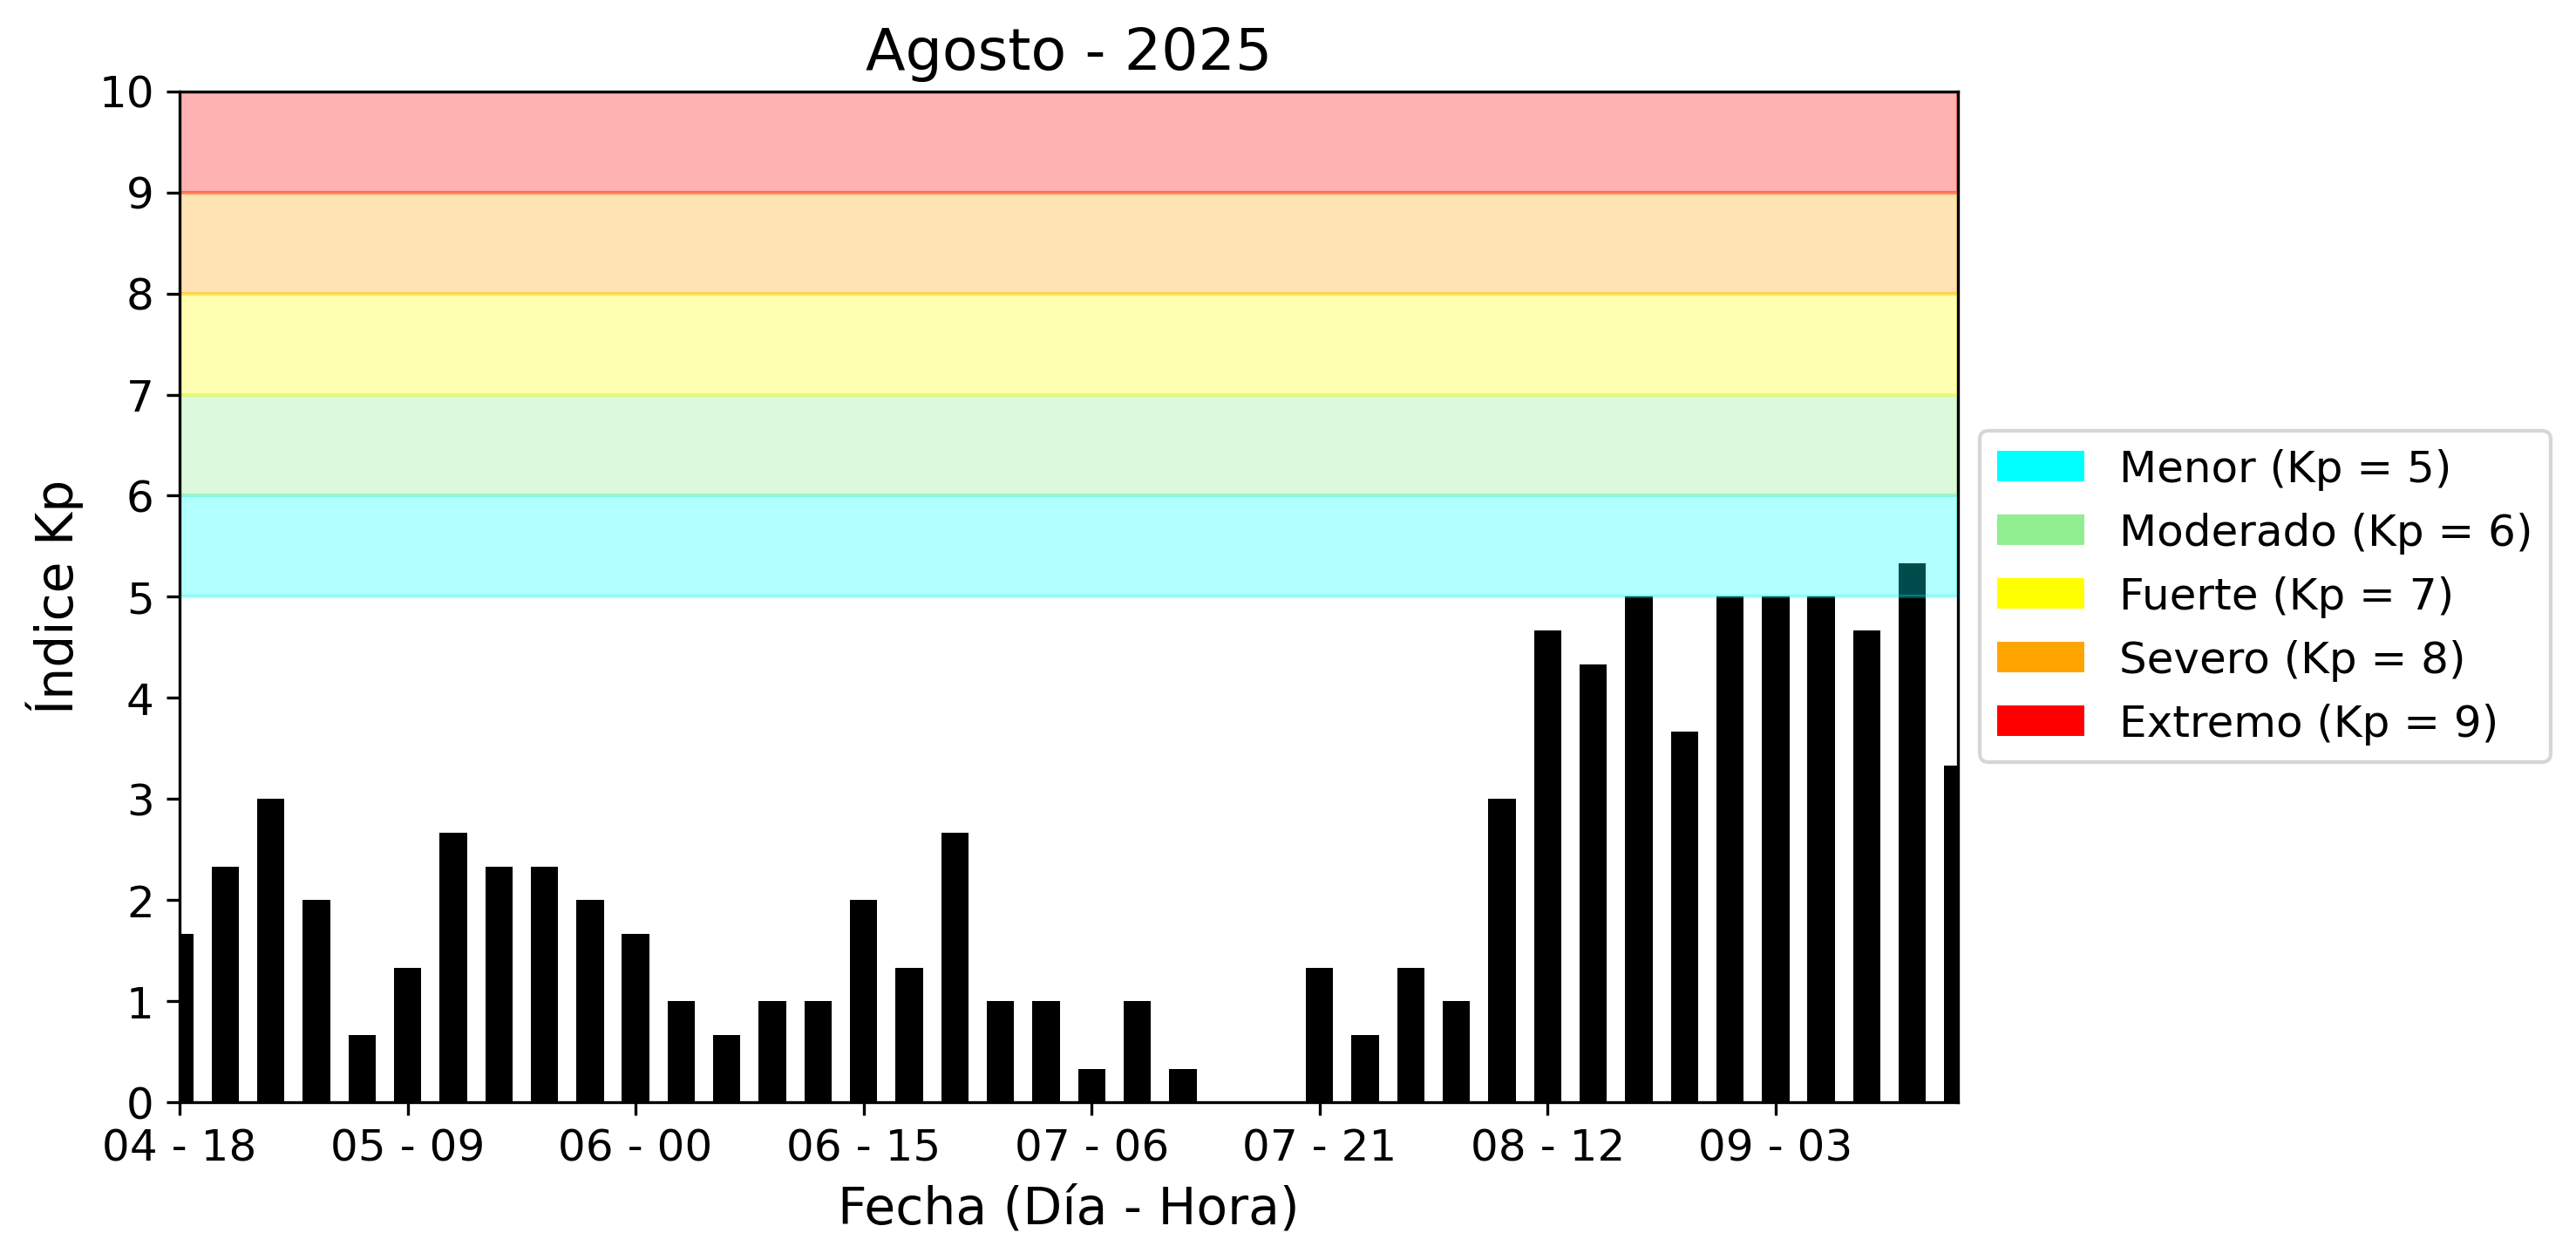 Agosto - 2025
10
9
8
7
6
5
4
3
2
1
0
Índice Kp
04 - 18
05 - 09
06 - 00
06 - 15
07 - 06
07 - 21
08 - 12
09 - 03
Fecha (Día - Hora)
Menor (Kp = 5)
Moderado (Kp = 6)
Fuerte (Kp = 7)
Severo (Kp = 8)
Extremo (Kp = 9)